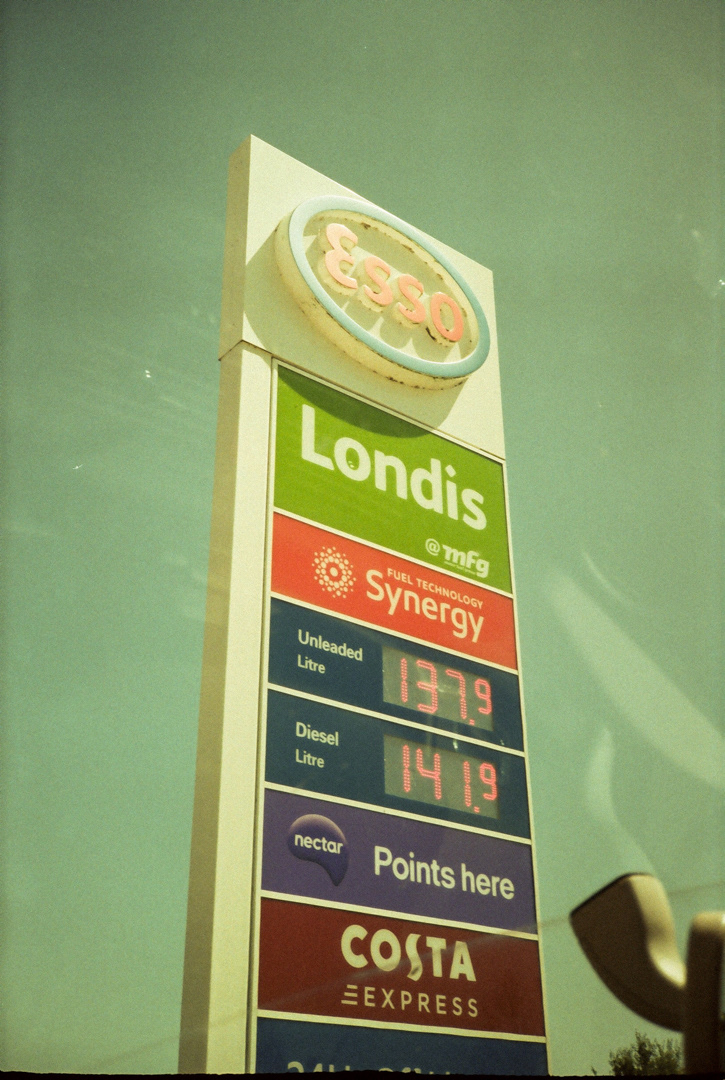 Esso
Londis
@ mfg
FUEL TECHNOLOGY
Synergy
Unleaded
Litre
137.9
Diesel
Litre
141.9
nectar
Points here
COSTA
EXPRESS